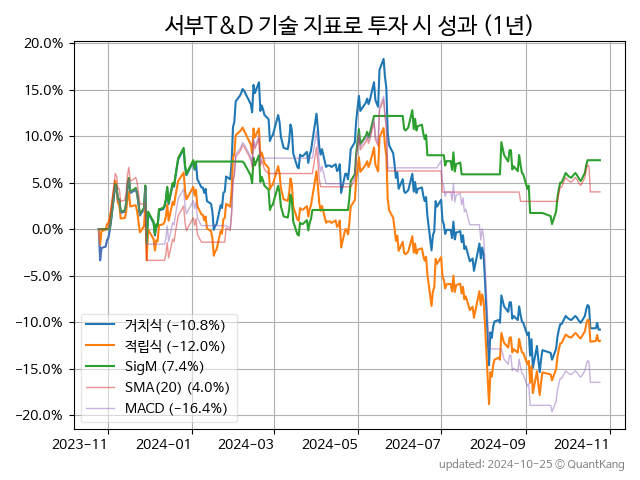 서부T&D 기술 지표로 투자 시 성과 (1년)
20.0%
15.0%
10.0%
5.0%
0.0%
−5.0%
−10.0%
−15.0%
−20.0%
거치식 (−10.8%)
적립식 (−12.0%)
SigM (7.4%)
SMA(20) (4.0%)
MACD (−16.4%)
2023-11 2024-01 2024-03 2024-05 2024-07 2024-09 2024-11
updated: 2024-10-25 © QuantKang